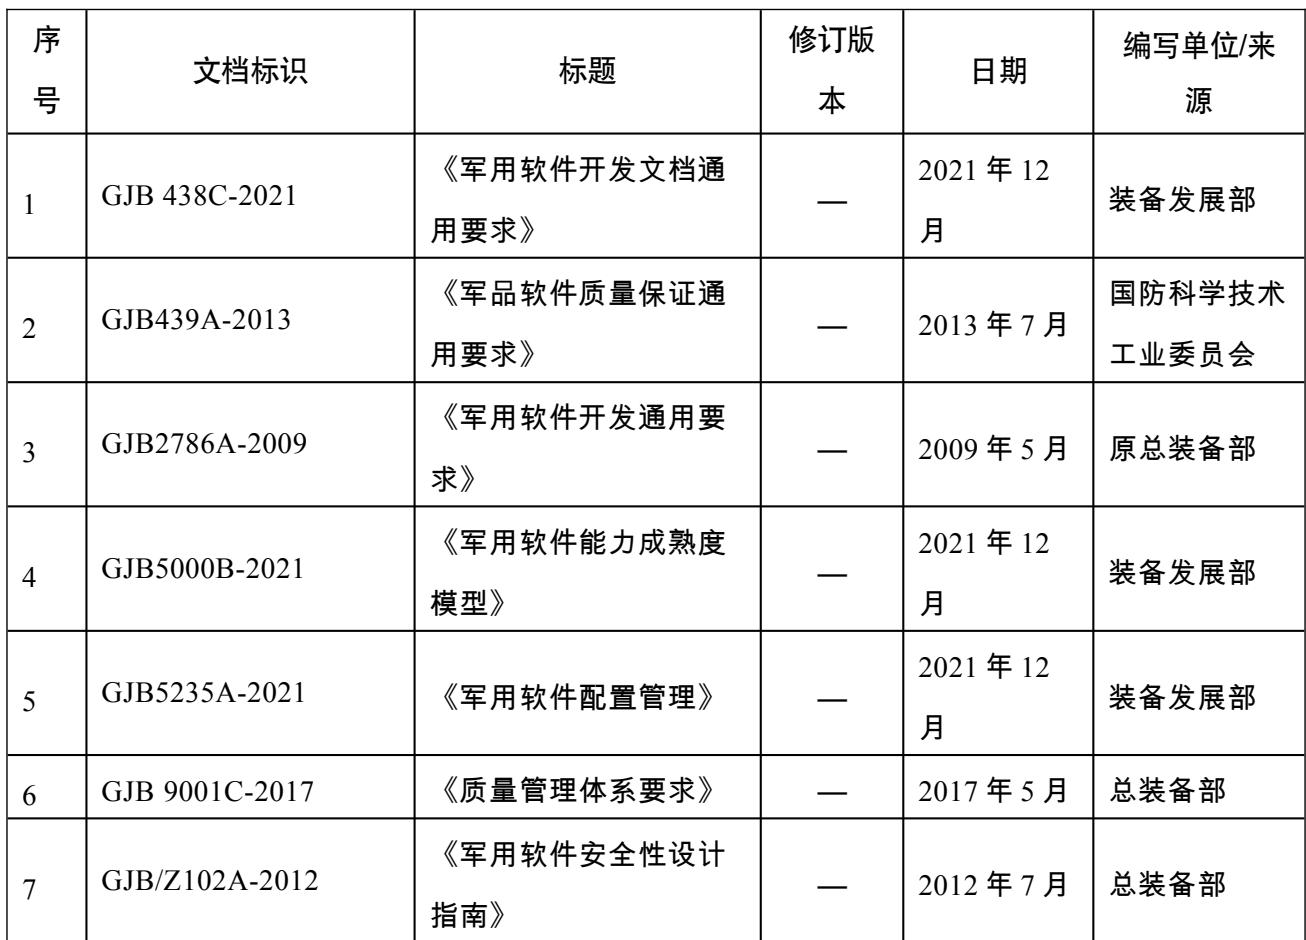 序号 文档标识 标题 修订版本 日期 编写单位/来源
1 GJB 438C-2021 《军用软件开发文档通用要求》 — 2021 年 12 月 装备发展部
2 GJB439A-2013 《军品软件质量保证通用要求》 — 2013 年 7 月 国防科学技术工业委员会
3 GJB2786A-2009 《军用软件开发通用要求》 — 2009 年 5 月 原总装备部
4 GJB5000B-2021 《军用软件能力成熟度模型》 — 2021 年 12 月 装备发展部
5 GJB5235A-2021 《军用软件配置管理》 — 2021 年 12 月 装备发展部
6 GJB 9001C-2017 《质量管理体系要求》 — 2017 年 5 月 总装备部
7 GJB/Z102A-2012 《军用软件安全性设计指南》 — 2012 年 7 月 总装备部